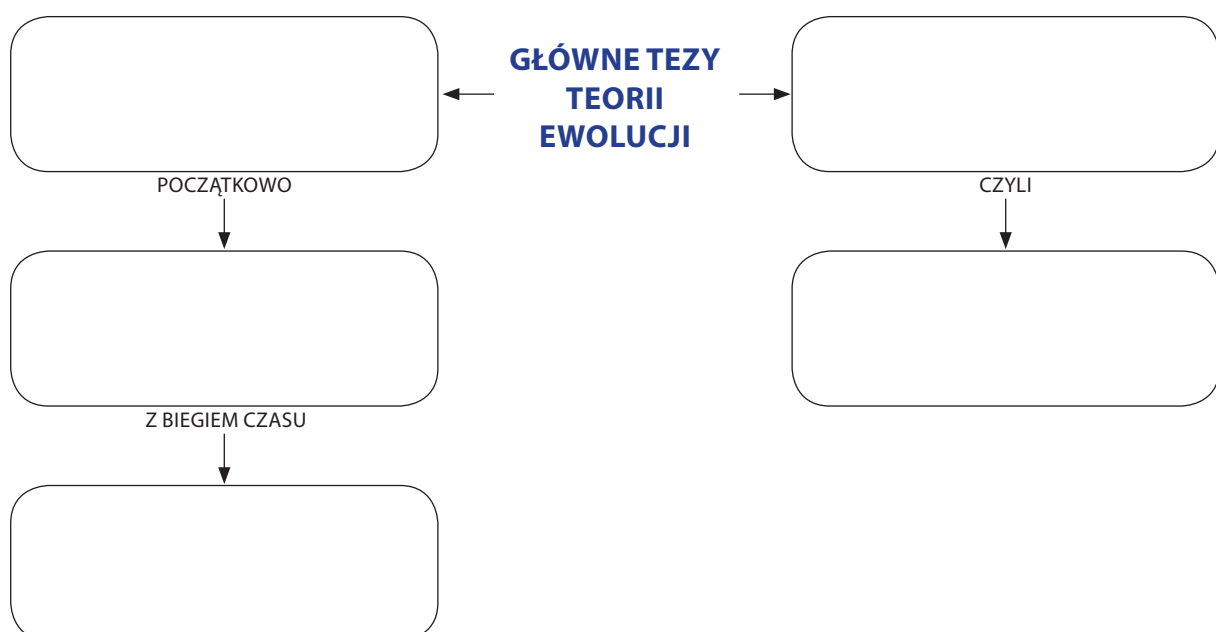 GŁÓWNE TEZY
TEORII
EWOLUCJI
POCZĄTKOWO
CZYLI
Z BIEGIEM CZASU